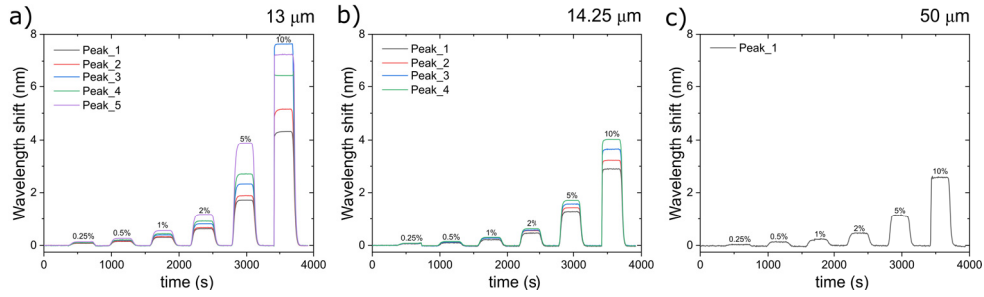 a)
13 μm
Wavelength shift (nm)
8
6
4
2
0
Peak_1
Peak_2
Peak_3
Peak_4
Peak_5
0.25%
0.5%
1%
2%
5%
10%
0
1000
2000
3000
4000
time (s)
b)
14.25 μm
Wavelength shift (nm)
8
6
4
2
0
Peak_1
Peak_2
Peak_3
Peak_4
0.25%
0.5%
1%
2%
5%
10%
0
1000
2000
3000
4000
time (s)
c)
50 μm
Wavelength shift (nm)
8
6
4
2
0
Peak_1
0.25%
0.5%
1%
2%
5%
10%
0
1000
2000
3000
4000
time (s)